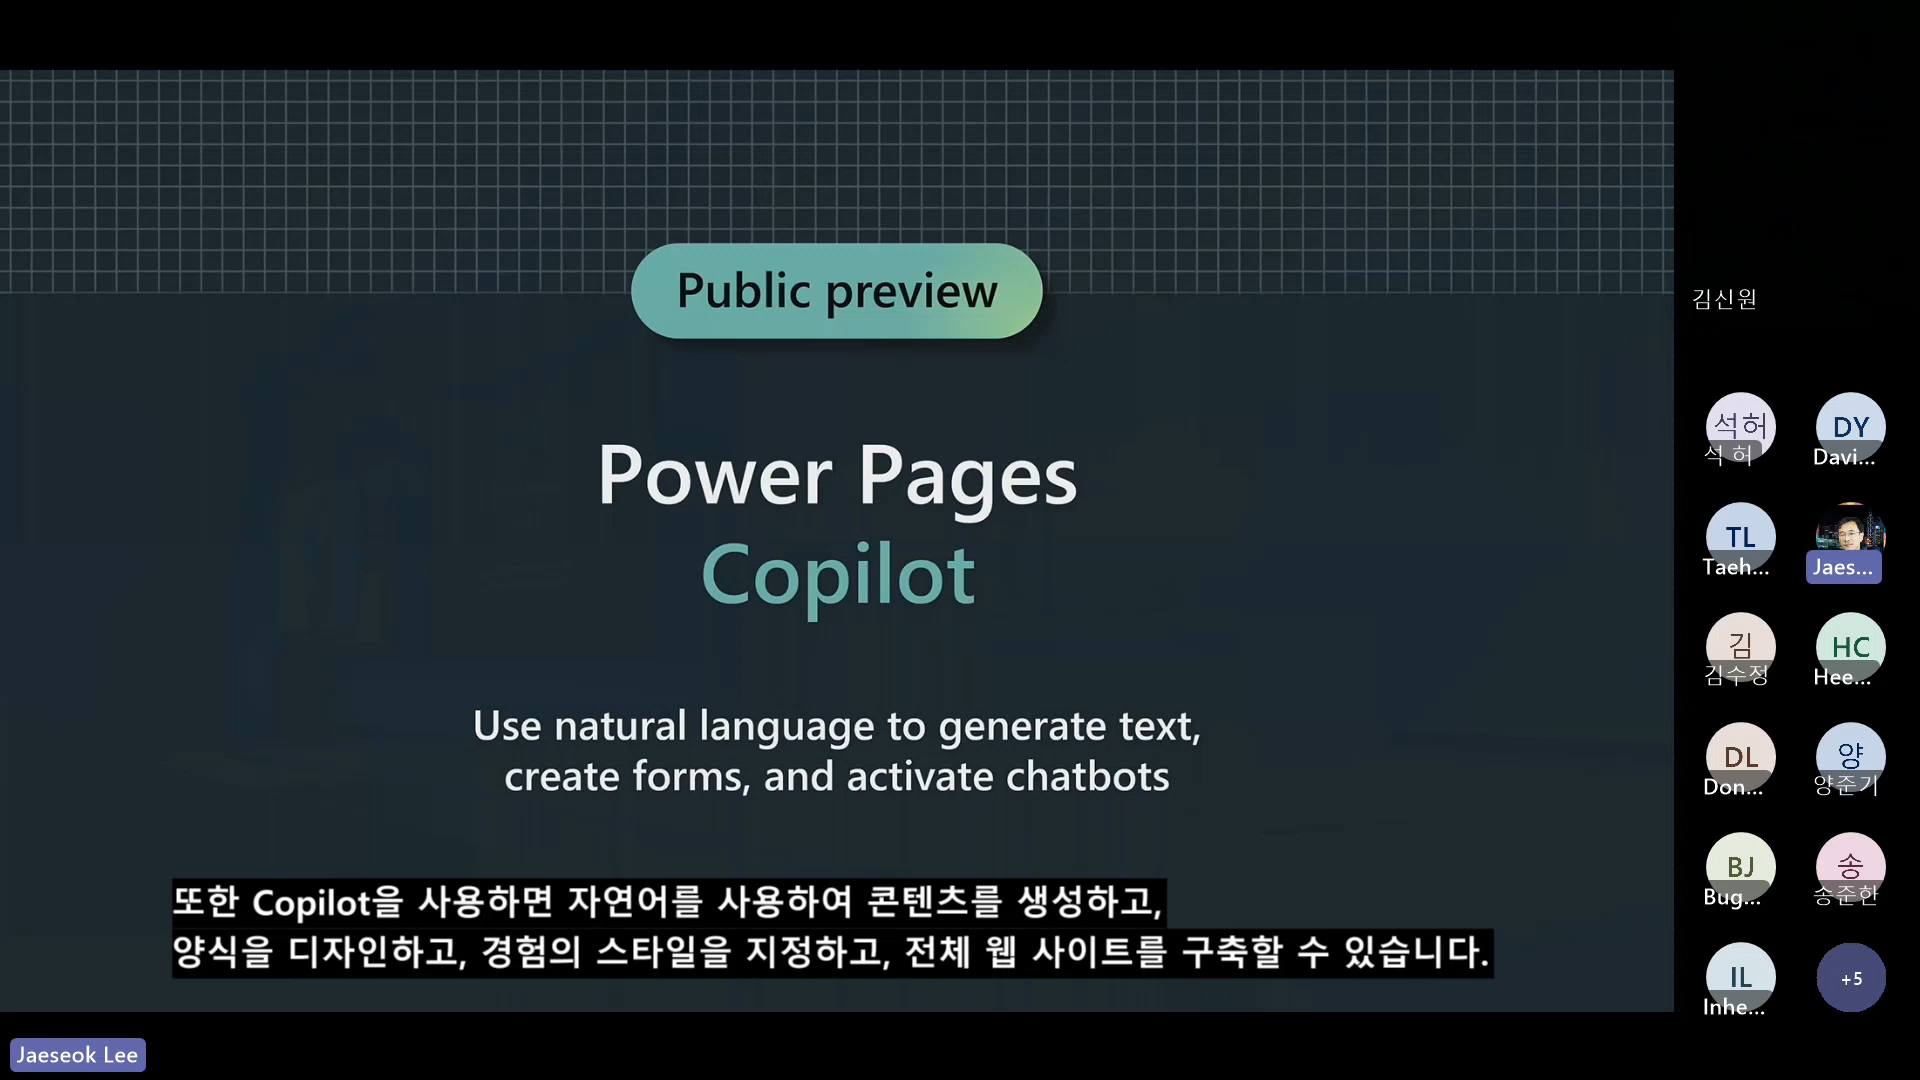 Public preview
Power Pages
Copilot
Use natural language to generate text,
create forms, and activate chatbots
또한 Copilot을 사용하면 자연어를 사용하여 콘텐츠를 생성하고,
양식을 디자인하고, 경험의 스타일을 지정하고, 전체 웹 사이트를 구축할 수 있습니다.
Jaeseok Lee
김신원
석허
석 허
DY
Davi...
TL
Taeh...
Jaes...
김
김수정
HC
Hee...
DL
Don...
양
양준기
BJ
Bug...
송
송준한
IL
Inhe...
+5